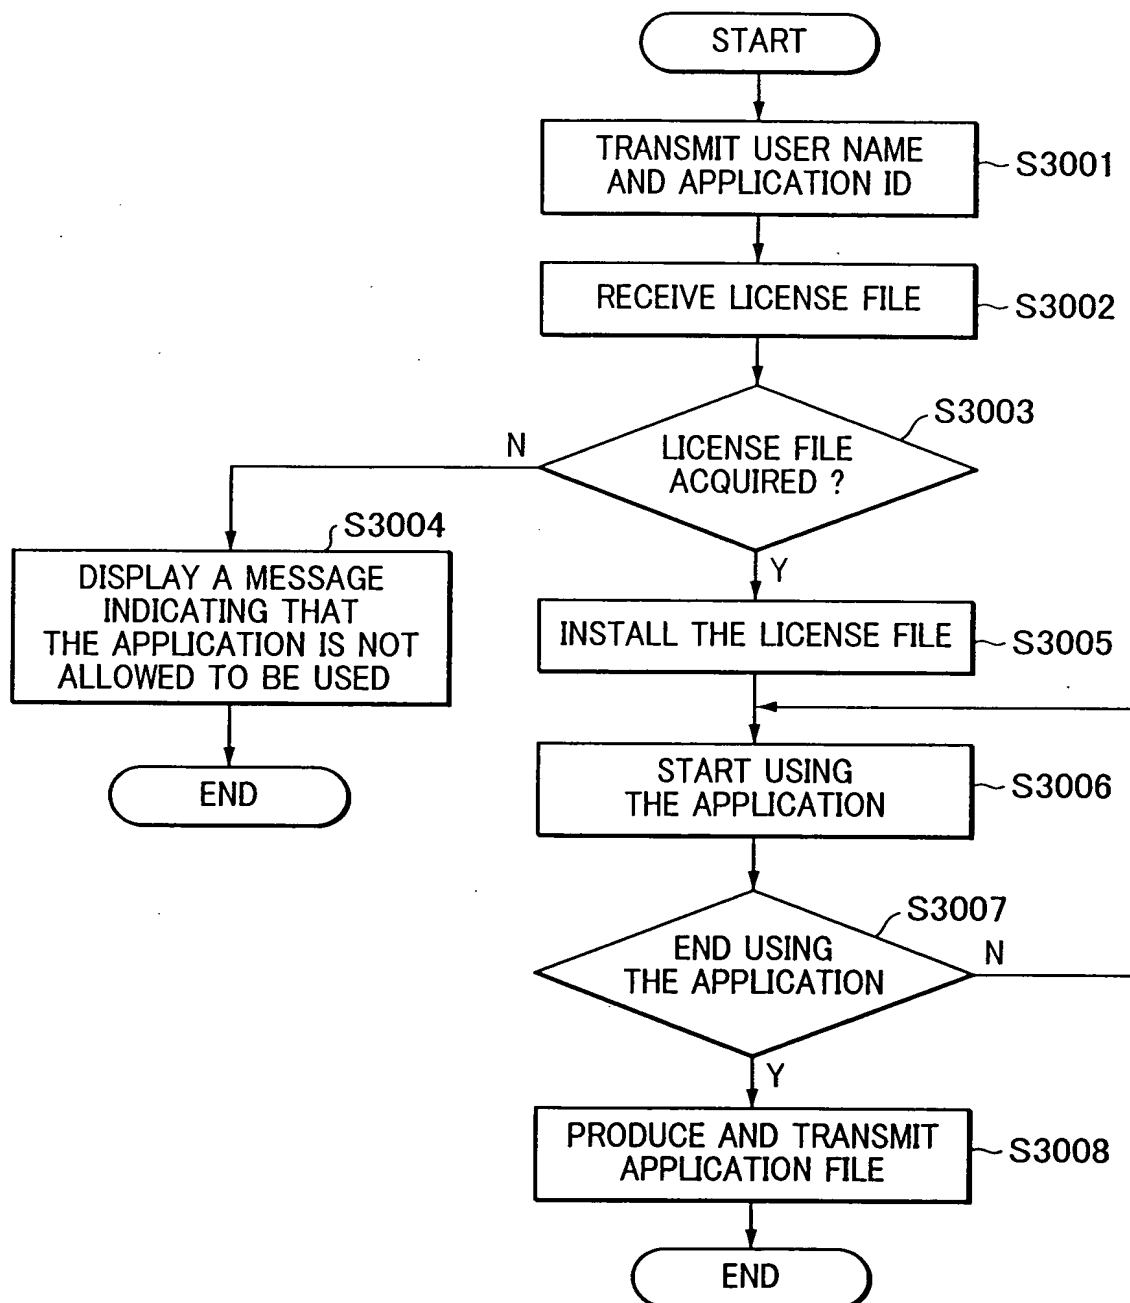 START
TRANSMIT USER NAME
AND APPLICATION ID
S3001
RECEIVE LICENSE FILE
S3002
S3003
LICENSE FILE
ACQUIRED ?
N
Y
S3004
DISPLAY A MESSAGE
INDICATING THAT
THE APPLICATION IS NOT
ALLOWED TO BE USED
END
INSTALL THE LICENSE FILE
S3005
START USING
THE APPLICATION
S3006
S3007
END USING
THE APPLICATION
N
Y
PRODUCE AND TRANSMIT
APPLICATION FILE
S3008
END